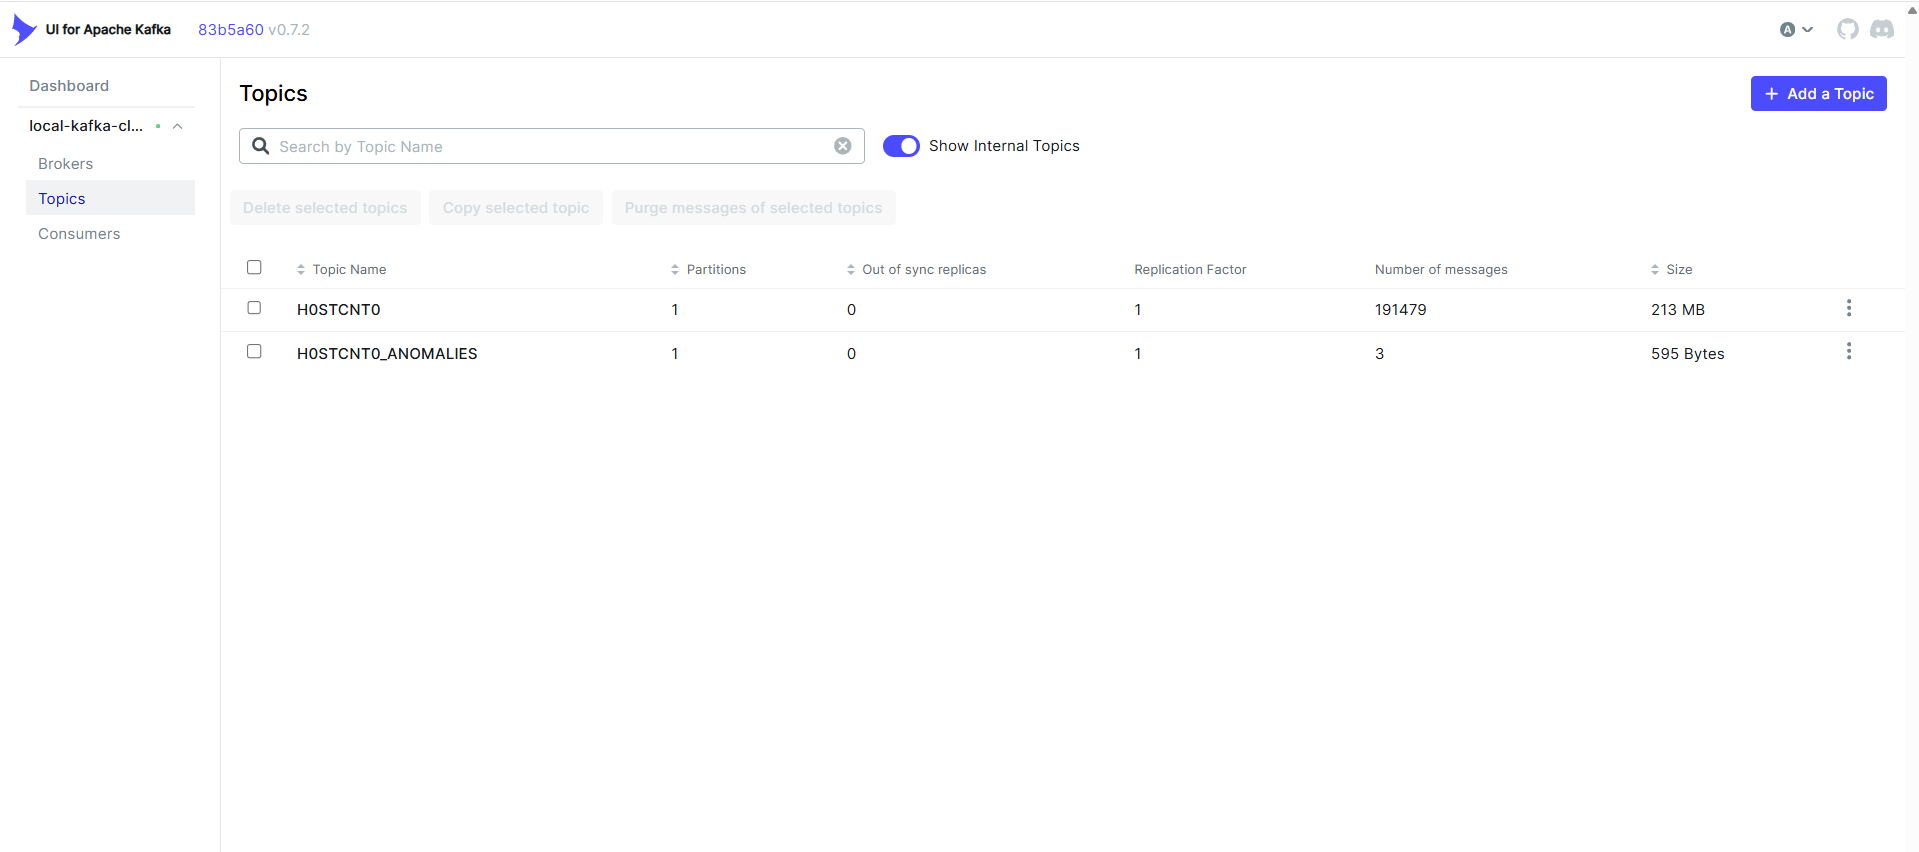 UI for Apache Kafka 83b5a60 v0.7.2 A
Dashboard
local-kafka-cl...
Brokers
Topics
Consumers
Topics
+ Add a Topic
Search by Topic Name
Show Internal Topics
Delete selected topics Copy selected topic Purge messages of selected topics
Topic Name Partitions Out of sync replicas Replication Factor Number of messages Size
H0STCNT0 1 0 1 191479 213 MB
H0STCNT0_ANOMALIES 1 0 1 3 595 Bytes